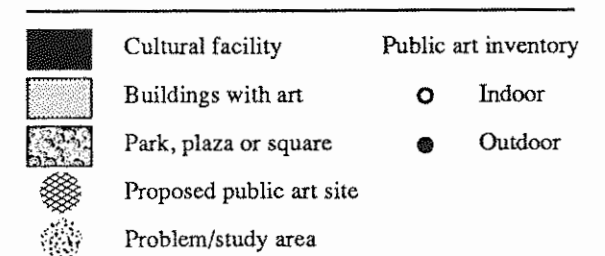 Cultural facility Public art inventory
Buildings with art Indoor
Park, plaza or square Outdoor
Proposed public art site
Problem/study area